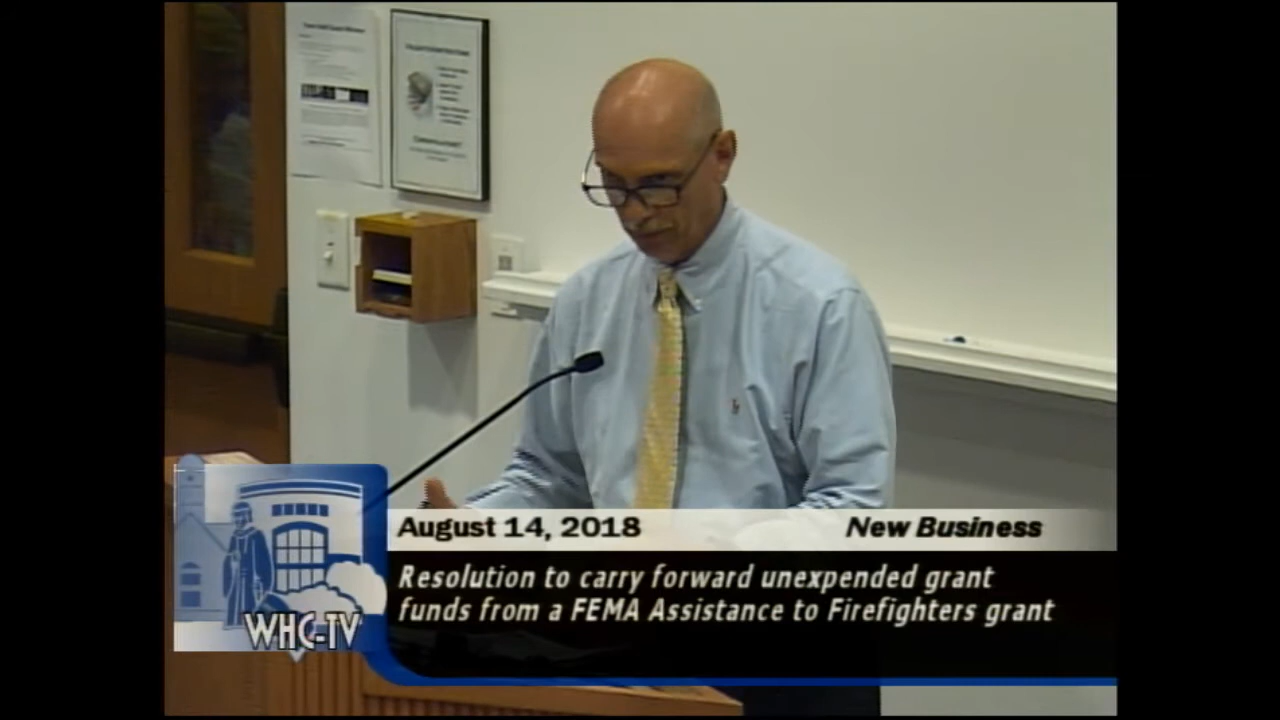 August 14, 2018
New Business
Resolution to carry forward unexpended grant
funds from a FEMA Assistance to Firefighters grant
WHC-TV